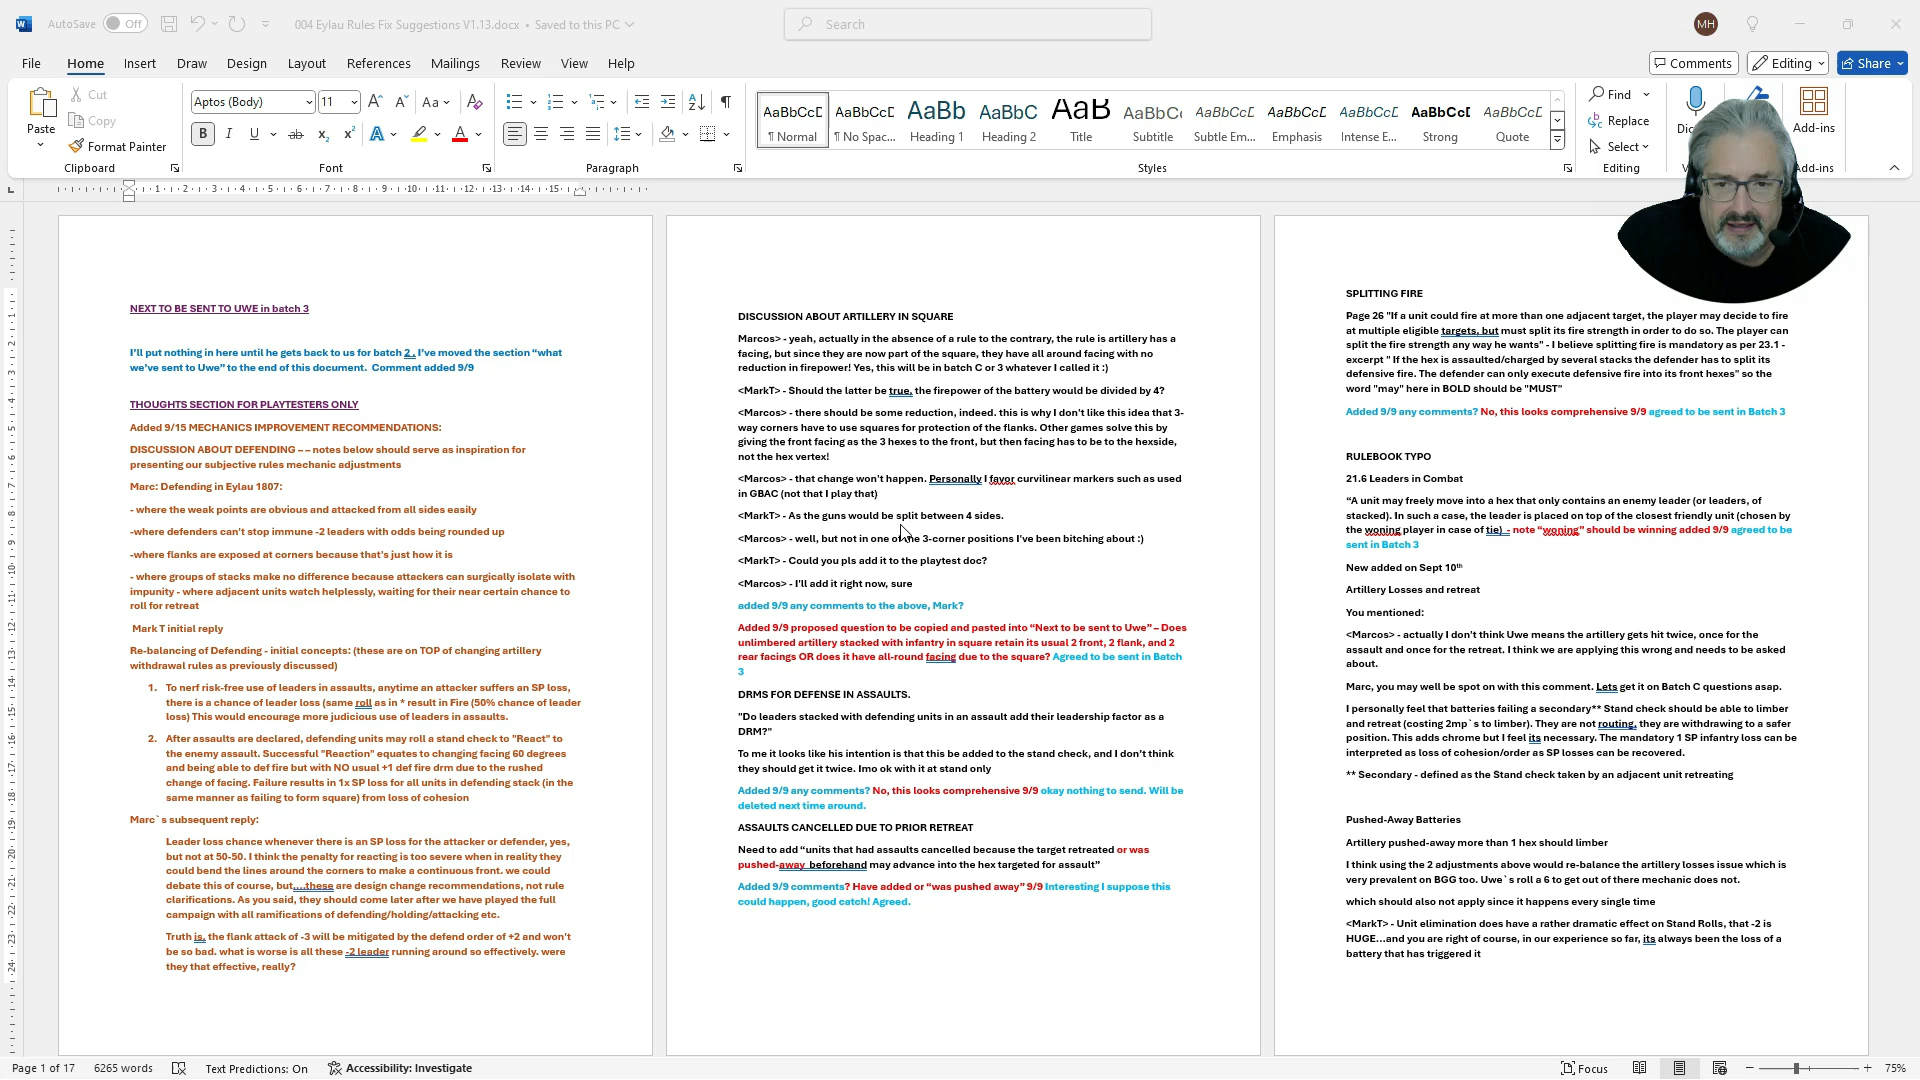 AutoSave Off 004 Eylau Rules Fix Suggestions V1.13.docx • Saved to this PC Search MH
File Home Insert Draw Design Layout References Mailings Review View Help Comments Editing Share
Paste Cut Copy Format Painter
Aptos (Body) 11
AaBbCcD AaBbCcD AaBb AaBbC AaB AaBbCcD AaBbCcD AaBbCcD AaBbCcD AaBbCcD AaBbCcD
¶ Normal ¶ No Spac... Heading 1 Heading 2 Title Subtitle Subtle Em... Emphasis Intense E... Strong Quote
Find Replace Select Add-ins
Clipboard Font Paragraph Styles Editing Add-ins
NEXT TO BE SENT TO UWE in batch 3
I'll put nothing in here until he gets back to us for batch 2 . I've moved the section “what
we've sent to Uwe” to the end of this document.  Comment added 9/9
THOUGHTS SECTION FOR PLAYTESTERS ONLY
Added 9/15 MECHANICS IMPROVEMENT RECOMMENDATIONS:
DISCUSSION ABOUT DEFENDING – – notes below should serve as inspiration for
presenting our subjective rules mechanic adjustments
Marc: Defending in Eylau 1807:
- where the weak points are obvious and attacked from all sides easily
-where defenders can't stop immune -2 leaders with odds being rounded up
-where flanks are exposed at corners because that's just how it is
- where groups of stacks make no difference because attackers can surgically isolate with
impunity - where adjacent units watch helplessly, waiting for their near certain chance to
roll for retreat
Mark T initial reply
Re-balancing of Defending - initial concepts: (these are on TOP of changing artillery
withdrawal rules as previously discussed)
1. To nerf risk-free use of leaders in assaults, anytime an attacker suffers an SP loss,
there is a chance of leader loss (same roll as in * result in Fire (50% chance of leader
loss) This would encourage more judicious use of leaders in assaults.
2. After assaults are declared, defending units may roll a stand check to "React" to
the enemy assault. Successful "Reaction" equates to changing facing 60 degrees
and being able to def fire but with NO usual +1 def fire drm due to the rushed
change of facing. Failure results in 1x SP loss for all units in defending stack (in the
same manner as failing to form square) from loss of cohesion
Marc`s subsequent reply:
Leader loss chance whenever there is an SP loss for the attacker or defender, yes,
but not at 50-50. I think the penalty for reacting is too severe when in reality they
could bend the lines around the corners to make a continuous front. we could
debate this of course, but....these are design change recommendations, not rule
clarifications. As you said, they should come later after we have played the full
campaign with all ramifications of defending/holding/attacking etc.
Truth is, the flank attack of -3 will be mitigated by the defend order of +2 and won't
be so bad. what is worse is all these -2 leader running around so effectively. were
they that effective, really?
DISCUSSION ABOUT ARTILLERY IN SQUARE
Marcos> - yeah, actually in the absence of a rule to the contrary, the rule is artillery has a
facing, but since they are now part of the square, they have all around facing with no
reduction in firepower! Yes, this will be in batch C or 3 whatever I called it :)
<MarkT> - Should the latter be true, the firepower of the battery would be divided by 4?
<Marcos> - there should be some reduction, indeed. this is why I don't like this idea that 3-
way corners have to use squares for protection of the flanks. Other games solve this by
giving the front facing as the 3 hexes to the front, but then facing has to be to the hexside,
not the hex vertex!
<Marcos> - that change won't happen. Personally I favor curvilinear markers such as used
in GBAC (not that I play that)
<MarkT> - As the guns would be split between 4 sides.
<Marcos> - well, but not in one of the 3-corner positions I've been bitching about :)
<MarkT> - Could you pls add it to the playtest doc?
<Marcos> - I'll add it right now, sure
added 9/9 any comments to the above, Mark?
Added 9/9 proposed question to be copied and pasted into “Next to be sent to Uwe” – Does
unlimbered artillery stacked with infantry in square retain its usual 2 front, 2 flank, and 2
rear facings OR does it have all-round facing due to the square? Agreed to be sent in Batch
3
DRMS FOR DEFENSE IN ASSAULTS.
"Do leaders stacked with defending units in an assault add their leadership factor as a
DRM?"
To me it looks like his intention is that this be added to the stand check, and I don't think
they should get it twice. Imo ok with it at stand only
Added 9/9 any comments? No, this looks comprehensive 9/9 okay nothing to send. Will be
deleted next time around.
ASSAULTS CANCELLED DUE TO PRIOR RETREAT
Need to add “units that had assaults cancelled because the target retreated or was
pushed-away beforehand may advance into the hex targeted for assault”
Added 9/9 comments? Have added or “was pushed away” 9/9 Interesting I suppose this
could happen, good catch! Agreed.
SPLITTING FIRE
Page 26 "If a unit could fire at more than one adjacent target, the player may decide to fire
at multiple eligible targets, but must split its fire strength in order to do so. The player can
split the fire strength any way he wants" - I believe splitting fire is mandatory as per 23.1 -
excerpt " If the hex is assaulted/charged by several stacks the defender has to split its
defensive fire. The defender can only execute defensive fire into its front hexes" so the
word "may" here in BOLD should be "MUST"
Added 9/9 any comments? No, this looks comprehensive 9/9 agreed to be sent in Batch 3
RULEBOOK TYPO
21.6 Leaders in Combat
“A unit may freely move into a hex that only contains an enemy leader (or leaders, of
stacked). In such a case, the leader is placed on top of the closest friendly unit (chosen by
the woning player in case of tie) - note “woning” should be winning added 9/9 agreed to be
sent in Batch 3
New added on Sept 10th
Artillery Losses and retreat
You mentioned:
<Marcos> - actually I don't think Uwe means the artillery gets hit twice, once for the
assault and once for the retreat. I think we are applying this wrong and needs to be asked
about.
Marc, you may well be spot on with this comment. Lets get it on Batch C questions asap.
I personally feel that batteries failing a secondary** Stand check should be able to limber
and retreat (costing 2mp`s to limber). They are not routing, they are withdrawing to a safer
position. This adds chrome but I feel its necessary. The mandatory 1 SP infantry loss can be
interpreted as loss of cohesion/order as SP losses can be recovered.
** Secondary - defined as the Stand check taken by an adjacent unit retreating
Pushed-Away Batteries
Artillery pushed-away more than 1 hex should limber
I think using the 2 adjustments above would re-balance the artillery losses issue which is
very prevalent on BGG too. Uwe`s roll a 6 to get out of there mechanic does not.
which should also not apply since it happens every single time
<MarkT> - Unit elimination does have a rather dramatic effect on Stand Rolls, that -2 is
HUGE...and you are right of course, in our experience so far, its always been the loss of a
battery that has triggered it
Page 1 of 17 6265 words Text Predictions: On Accessibility: Investigate Focus 75%